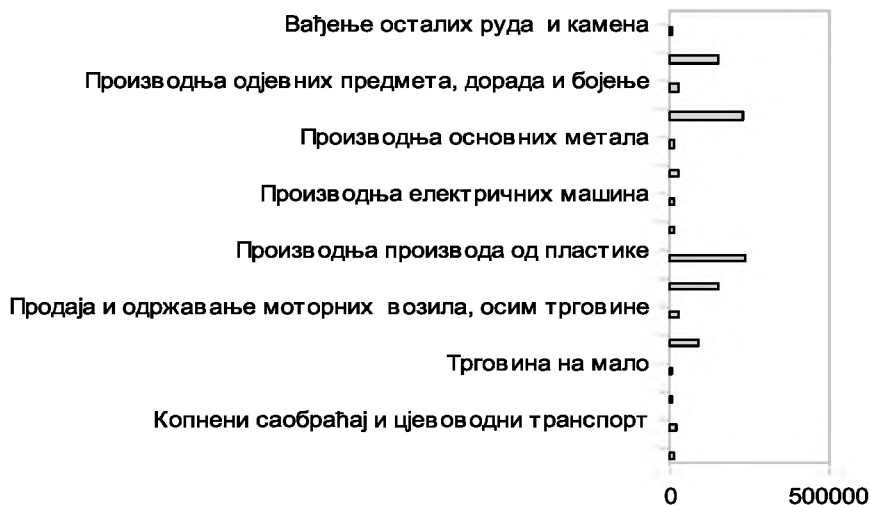 Вађење осталих руда и камена
Производња одјевних предмета, дорада и бојење
Производња основних метала
Производња електричних машина
Производња производа од пластике
Продаја и одржавање моторних возила, осим трговине
Трговина на мало
Копнени саобраћај и цјевоводни транспорт
0 500000